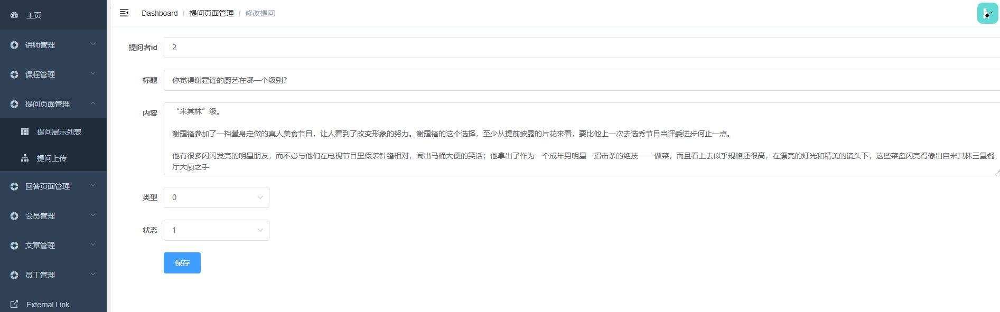 主页
讲师管理
课程管理
提问页面管理
提问展示列表
提问上传
回答页面管理
会员管理
文章管理
员工管理
External Link
Dashboard / 提问页面管理 / 修改提问
提问者id 2
标题 你觉得谢霆锋的厨艺在哪一个级别？
内容 “米其林”级。
谢霆锋参加了一档量身定做的真人美食节目，让人看到了改变形象的努力。谢霆锋的这个选择，至少从提前披露的片花来看，要比他上一次去选秀节目当评委进步何止一点。
他有很多闪闪发亮的明星朋友，而不必与他们在电视节目里假装针锋相对，闹出马桶大便的笑话；他拿出了作为一个成年男明星一招击杀的绝技——做菜，而且看上去似乎规格还很高，在漂亮的灯光和精美的镜头下，这些菜盘闪亮得像出自米其林三星餐
厅大厨之手
类型 0
状态 1
保存